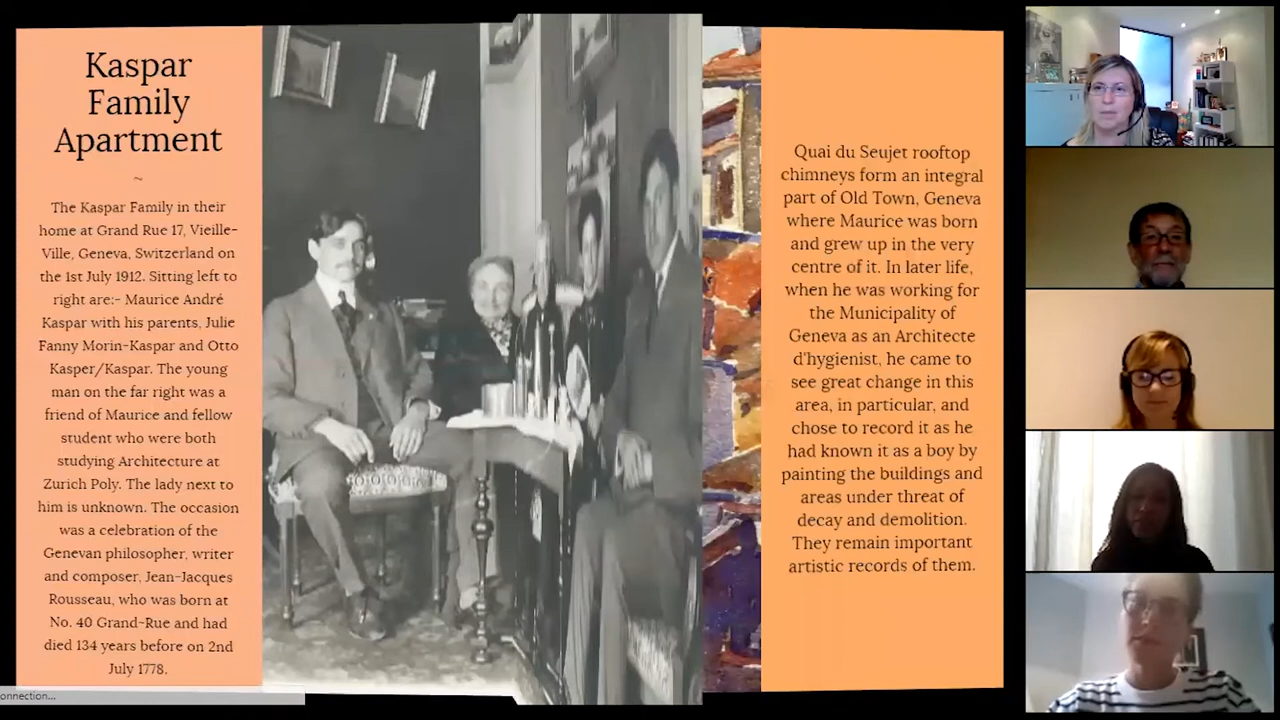 Kaspar
Family
Apartment
~
The Kaspar Family in their
home at Grand Rue 17, Vieille-
Ville, Geneva, Switzerland on
the 1st July 1912. Sitting left to
right are:- Maurice André
Kaspar with his parents, Julie
Fanny Morin-Kaspar and Otto
Kasper/Kaspar. The young
man on the far right was a
friend of Maurice and fellow
student who were both
studying Architecture at
Zurich Poly. The lady next to
him is unknown. The occasion
was a celebration of the
Genevan philosopher, writer
and composer, Jean-Jacques
Rousseau, who was born at
No. 40 Grand-Rue and had
died 134 years before on 2nd
July 1778.
Quai du Seujet rooftop
chimneys form an integral
part of Old Town, Geneva
where Maurice was born
and grew up in the very
centre of it. In later life,
when he was working for
the Municipality of
Geneva as an Architecte
d'hygienist, he came to
see great change in this
area, in particular, and
chose to record it as he
had known it as a boy by
painting the buildings and
areas under threat of
decay and demolition.
They remain important
artistic records of them.
onnection...